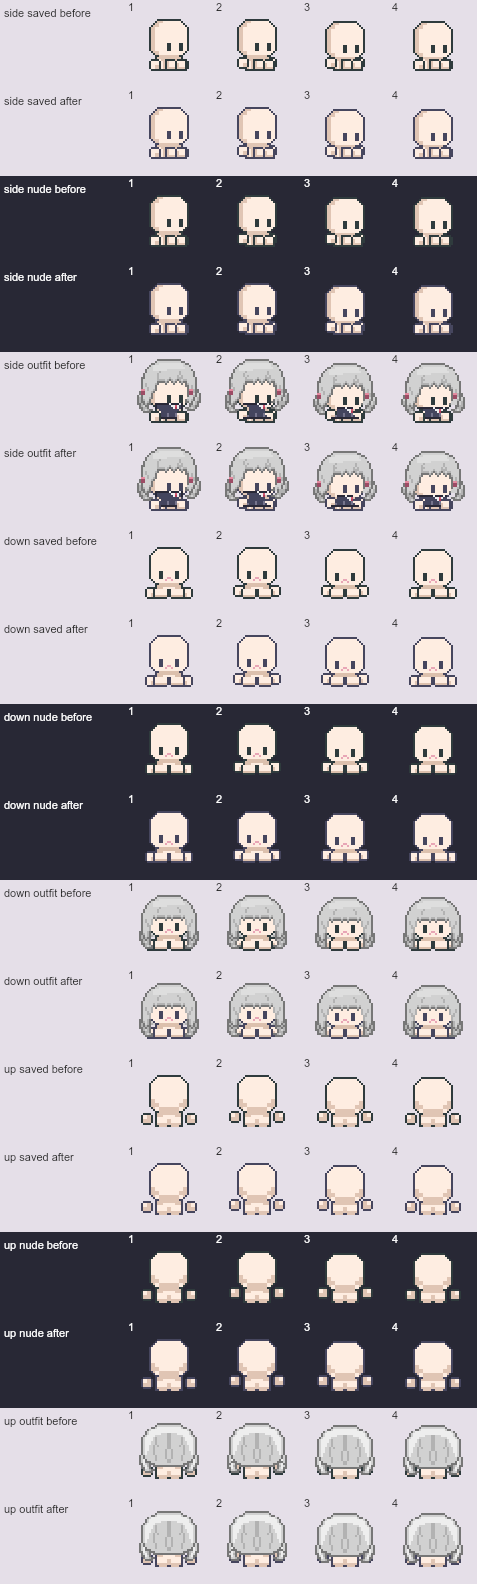 side saved before 1 2 3 4
side saved after 1 2 3 4
side nude before 1 2 3 4
side nude after 1 2 3 4
side outfit before 1 2 3 4
side outfit after 1 2 3 4
down saved before 1 2 3 4
down saved after 1 2 3 4
down nude before 1 2 3 4
down nude after 1 2 3 4
down outfit before 1 2 3 4
down outfit after 1 2 3 4
up saved before 1 2 3 4
up saved after 1 2 3 4
up nude before 1 2 3 4
up nude after 1 2 3 4
up outfit before 1 2 3 4
up outfit after 1 2 3 4